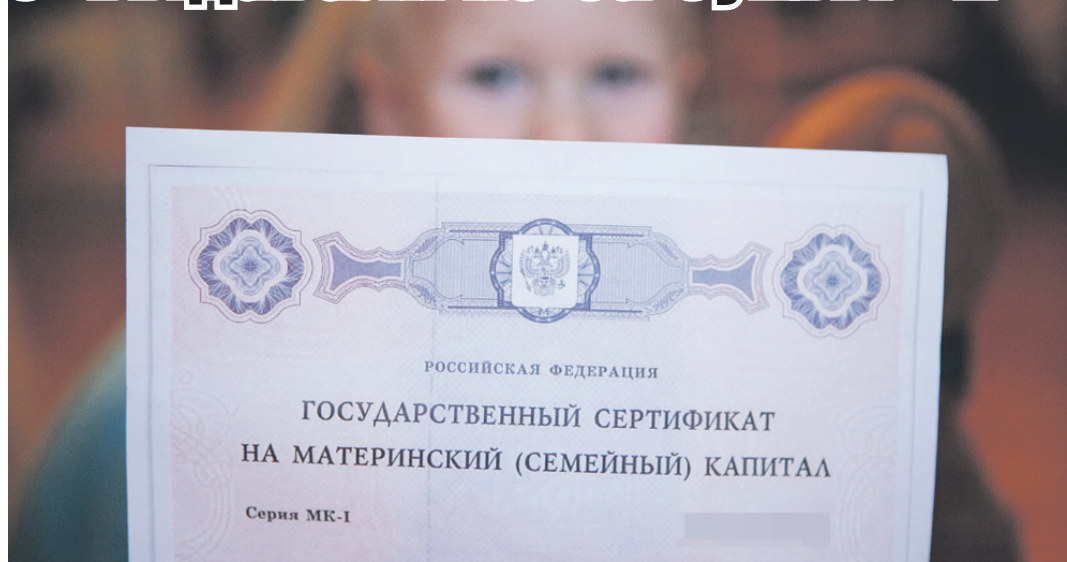 РОССИЙСКАЯ ФЕДЕРАЦИЯ
ГОСУДАРСТВЕННЫЙ СЕРТИФИКАТ
НА МАТЕРИНСКИЙ (СЕМЕЙНЫЙ) КАПИТАЛ
Серия МК-I